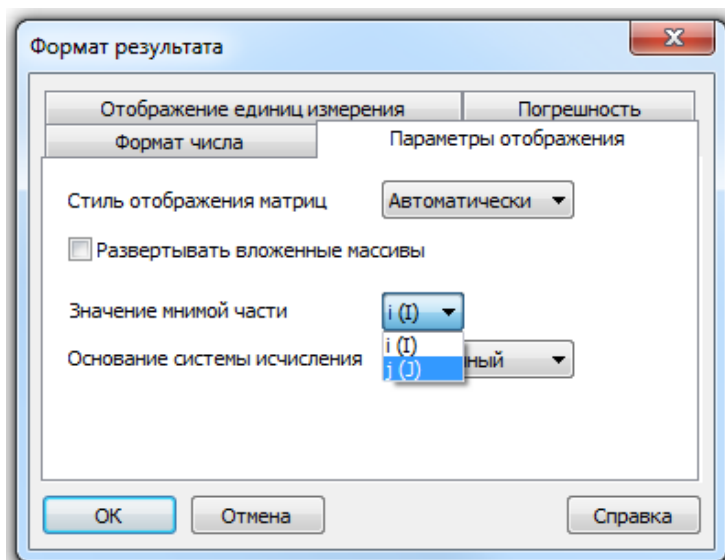 Формат результата
Отображение единиц измерения
Погрешность
Формат числа
Параметры отображения
Стиль отображения матриц
Автоматически
Развертывать вложенные массивы
Значение мнимой части
i (I)
i (I)
j (J)
Основание системы исчисления
ный
ОК
Отмена
Справка